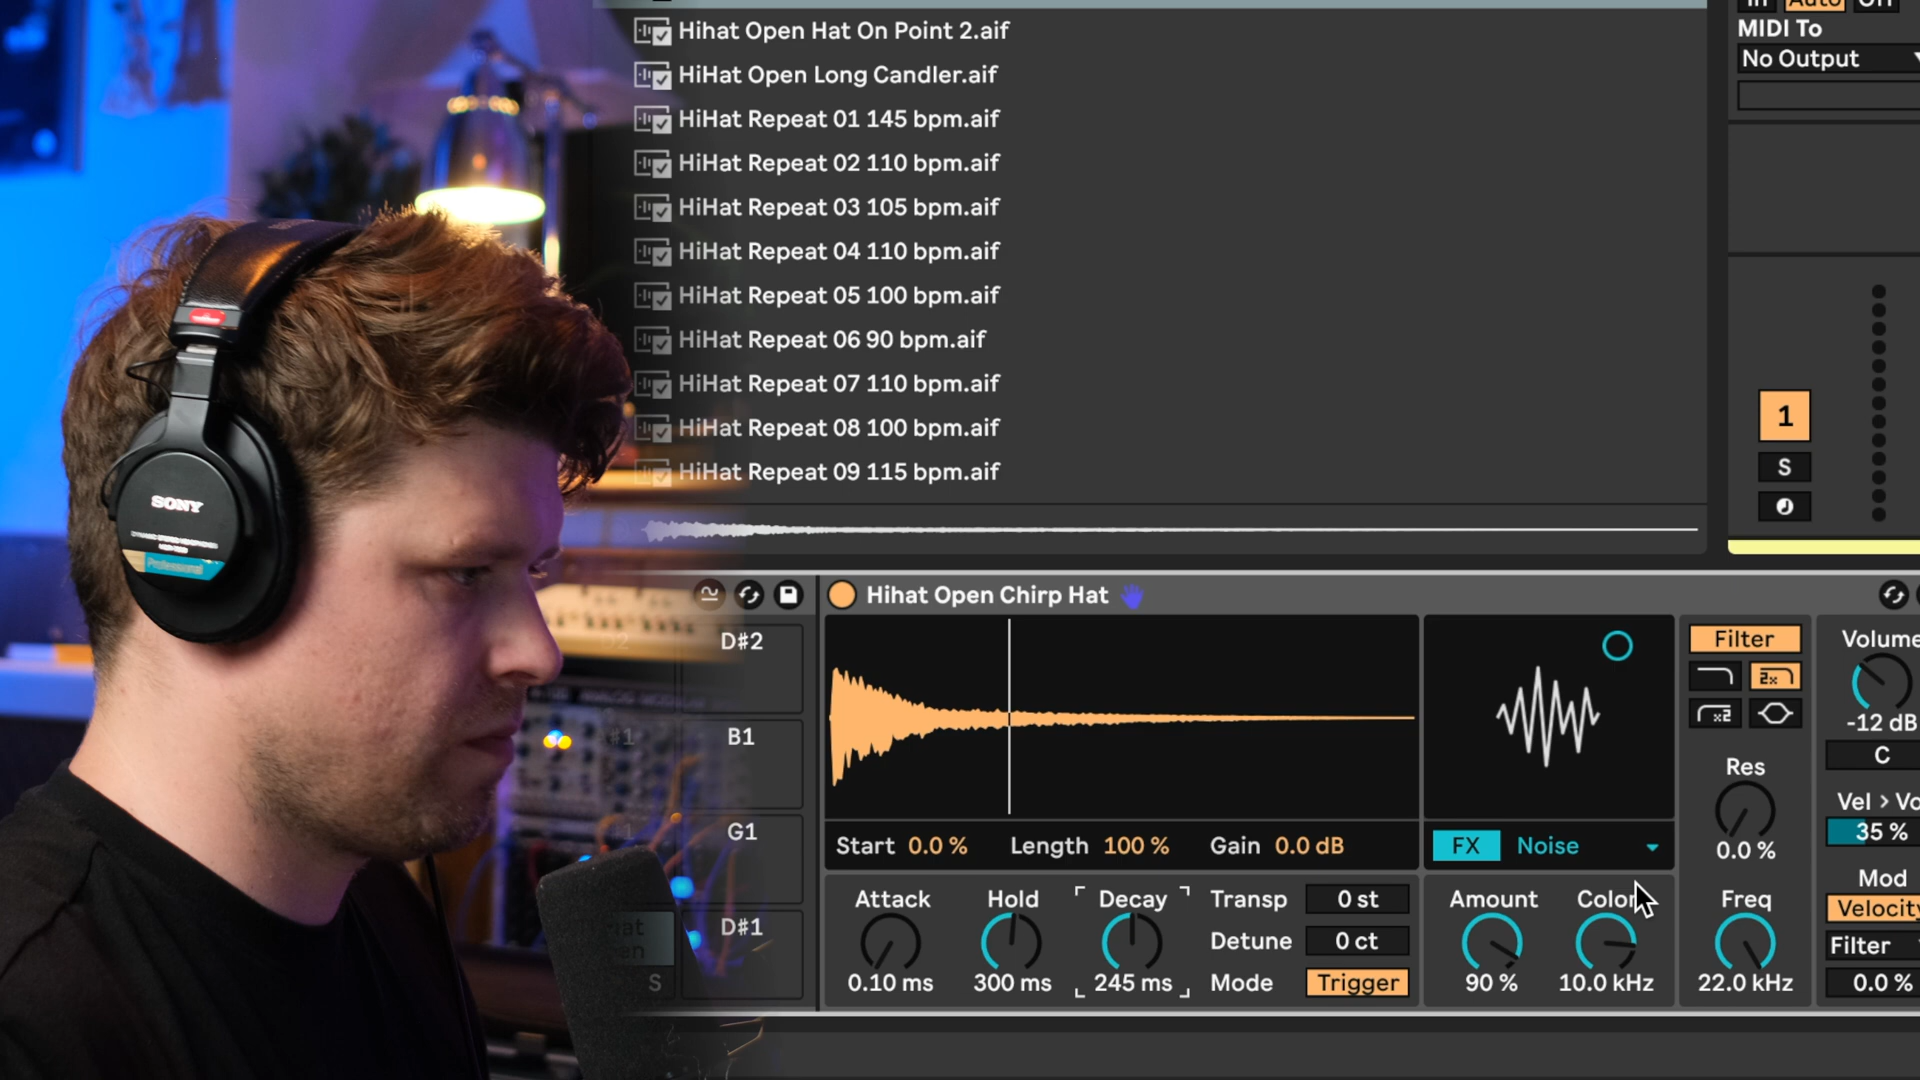 Auto
MIDI To
No Output
Hihat Open Hat On Point 2.aif
HiHat Open Long Candler.aif
HiHat Repeat 01 145 bpm.aif
HiHat Repeat 02 110 bpm.aif
HiHat Repeat 03 105 bpm.aif
HiHat Repeat 04 110 bpm.aif
HiHat Repeat 05 100 bpm.aif
HiHat Repeat 06 90 bpm.aif
HiHat Repeat 07 110 bpm.aif
HiHat Repeat 08 100 bpm.aif
HiHat Repeat 09 115 bpm.aif
1
S
SONY
Professional
Hihat Open Chirp Hat
D#2
B1
G1
D#1
S
Start 0.0 % Length 100 % Gain 0.0 dB
Attack
0.10 ms
Hold
300 ms
Decay
245 ms
Transp 0 st
Detune 0 ct
Mode Trigger
FX Noise
Amount
90 %
Color
10.0 kHz
Filter
2x
x2
Res
0.0 %
Freq
22.0 kHz
Volume
-12 dB
C
Vel > Vo
35 %
Mod
Velocity
Filter
0.0 %